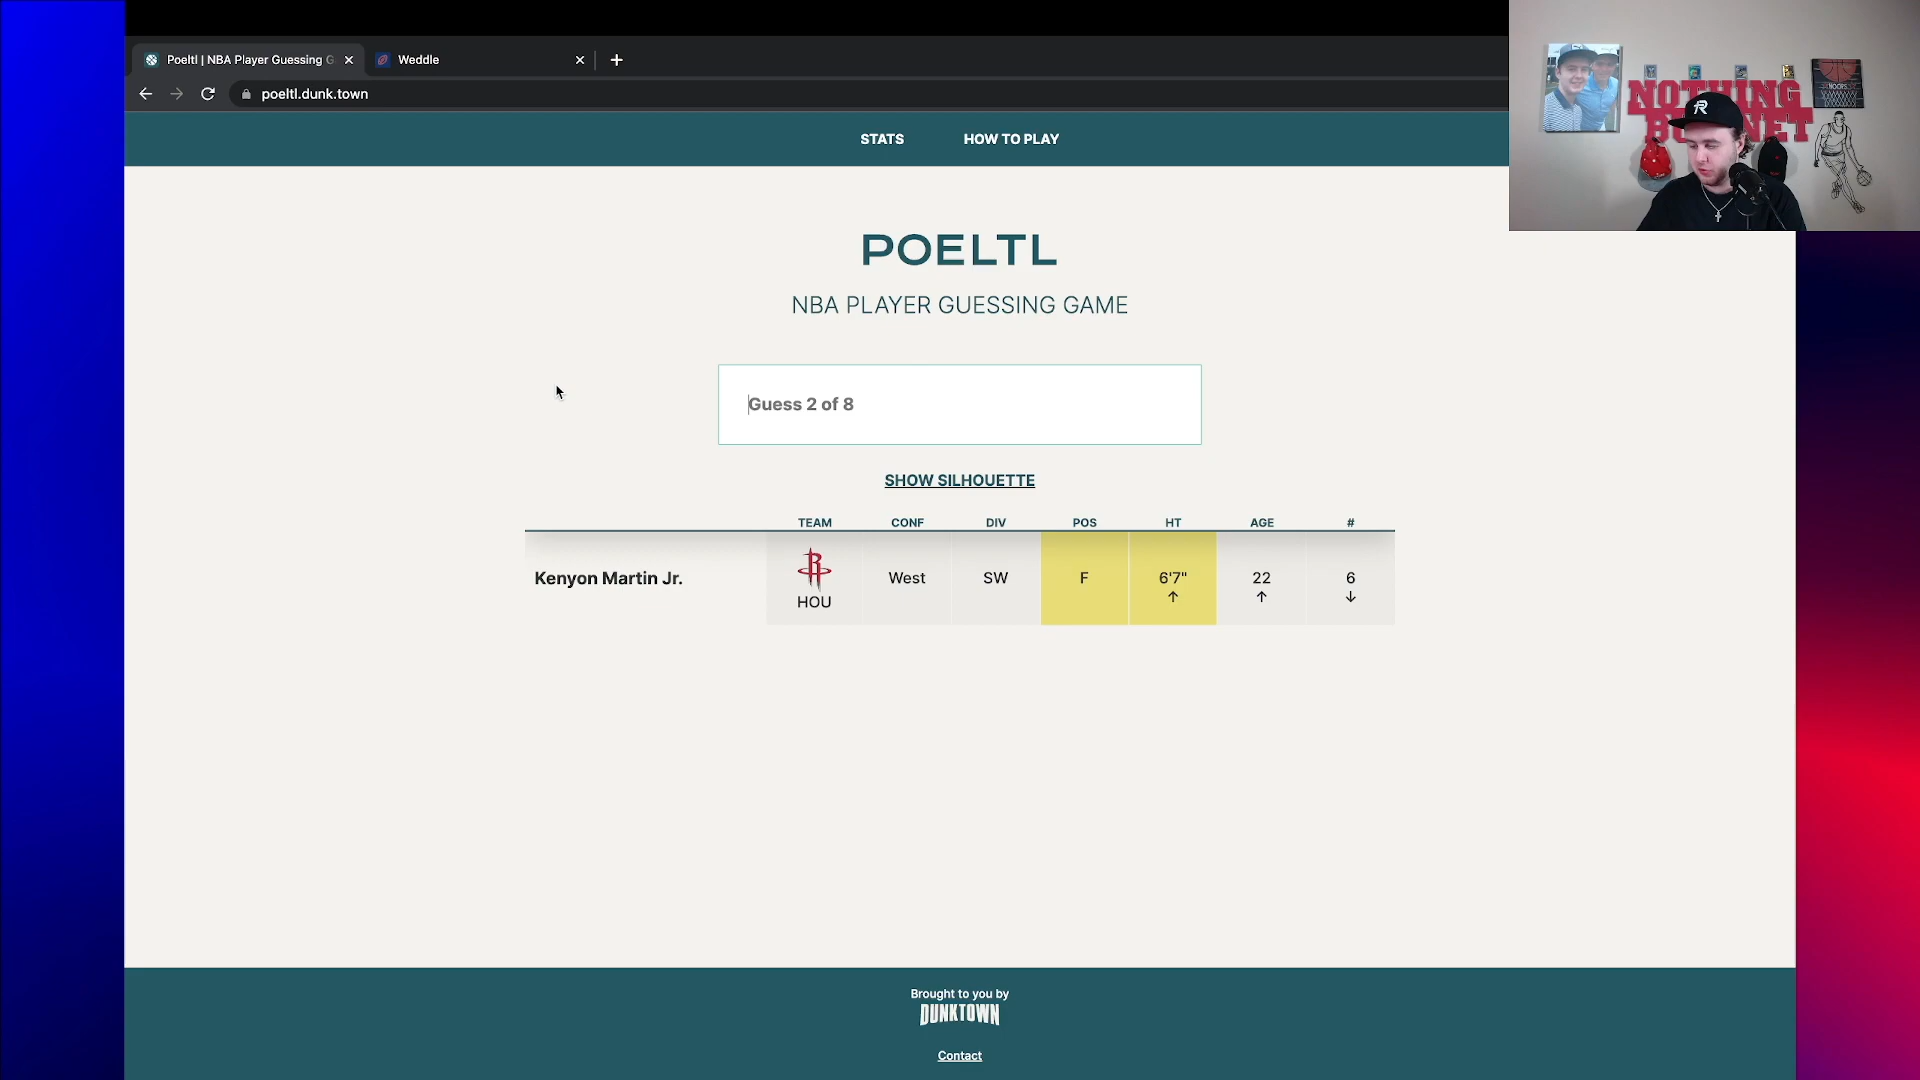 Poeltl | NBA Player Guessing G
Weddle
poeltl.dunk.town
STATS
HOW TO PLAY
NOTHING
R
HOOPS
POELTL
NBA PLAYER GUESSING GAME
Guess 2 of 8
SHOW SILHOUETTE
TEAM CONF DIV POS HT AGE #
Kenyon Martin Jr. R HOU West SW F 6'7" ↑ 22 ↑ 6 ↓
Brought to you by
DUNKTOWN
Contact